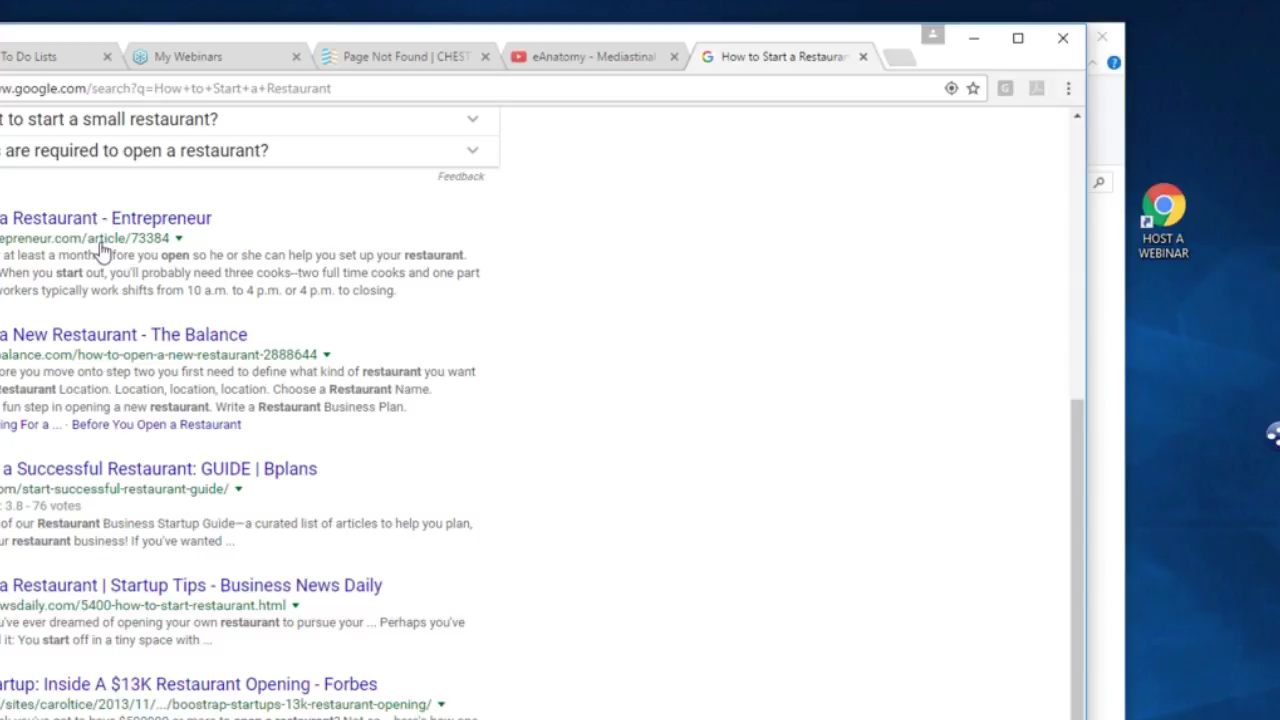 To Do Lists
My Webinars
Page Not Found | CHEST
eAnatomy - Mediastinal
How to Start a Restauran
w.google.com/search?q=How+to+Start+a+Restaurant
t to start a small restaurant?
are required to open a restaurant?
Feedback
a Restaurant - Entrepreneur
epreneur.com/article/73384
at least a month before you open so he or she can help you set up your restaurant.
When you start out, you'll probably need three cooks--two full time cooks and one part
workers typically work shifts from 10 a.m. to 4 p.m. or 4 p.m. to closing.
a New Restaurant - The Balance
balance.com/how-to-open-a-new-restaurant-2888644
ore you move onto step two you first need to define what kind of restaurant you want
estaurant Location. Location, location, location. Choose a Restaurant Name.
fun step in opening a new restaurant. Write a Restaurant Business Plan.
ing For a ... · Before You Open a Restaurant
a Successful Restaurant: GUIDE | Bplans
om/start-successful-restaurant-guide/
: 3.8 - 76 votes
of our Restaurant Business Startup Guide—a curated list of articles to help you plan,
ur restaurant business! If you've wanted ...
a Restaurant | Startup Tips - Business News Daily
wsdaily.com/5400-how-to-start-restaurant.html
u've ever dreamed of opening your own restaurant to pursue your ... Perhaps you've
l it: You start off in a tiny space with ...
artup: Inside A $13K Restaurant Opening - Forbes
/sites/caroltice/2013/11/.../boostrap-startups-13k-restaurant-opening/
HOST A
WEBINAR